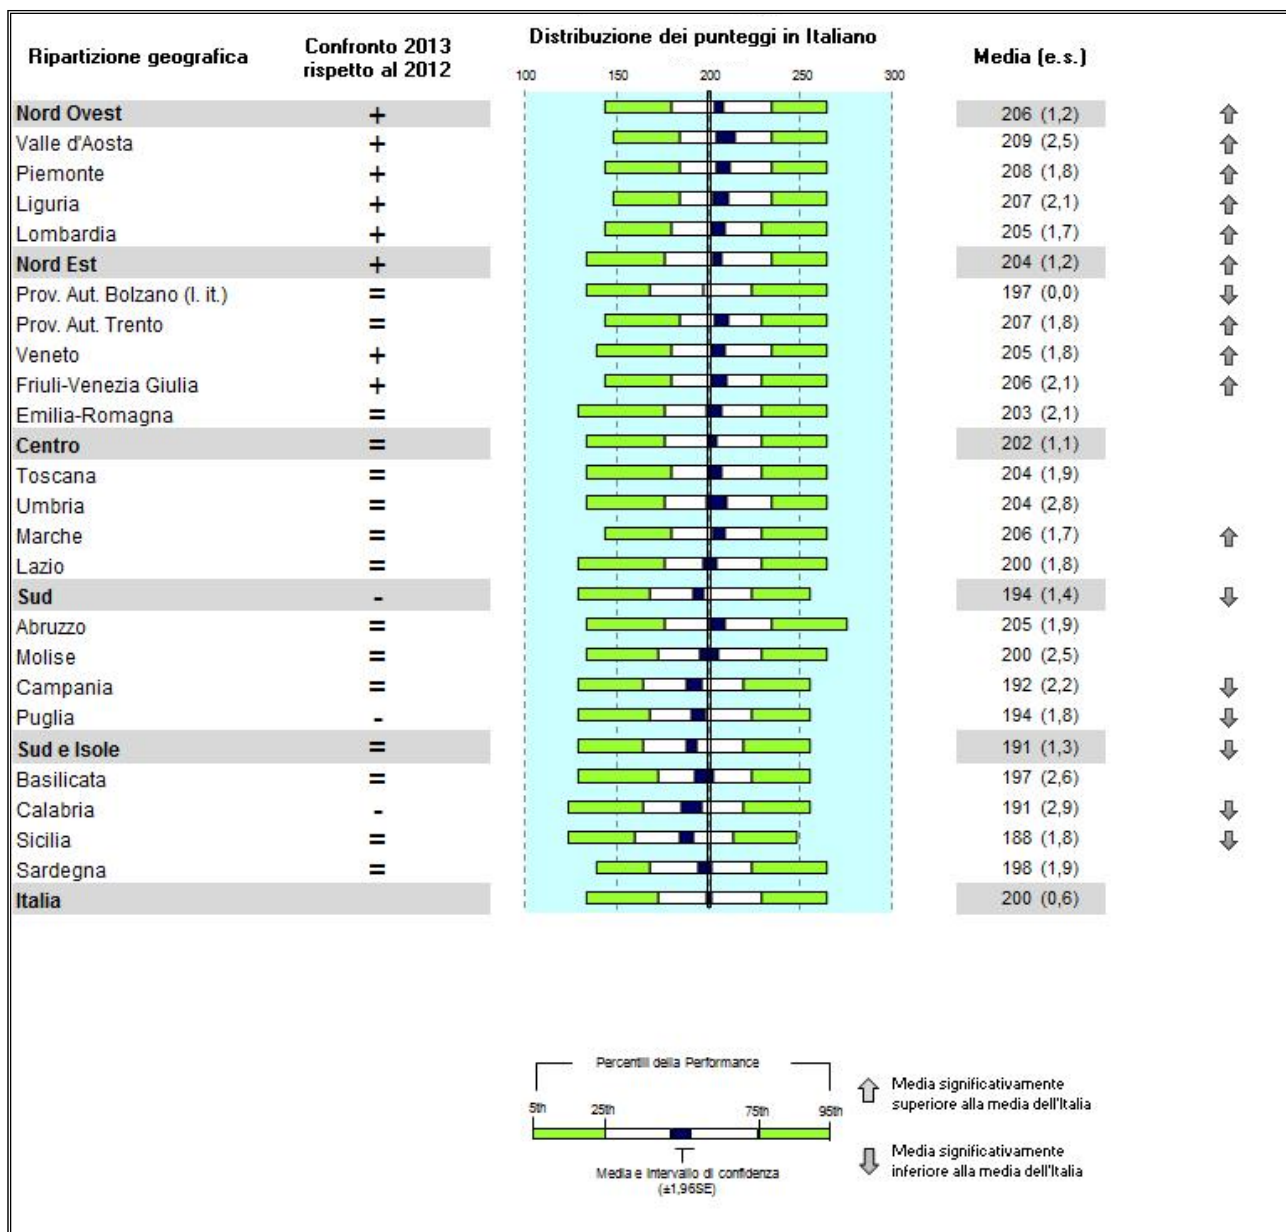 Ripartizione geografica
Confronto 2013
rispetto al 2012
Distribuzione dei punteggi in Italiano
Media (e.s.)
100 150 200 250 300
Nord Ovest + 206 (1,2)
Valle d'Aosta + 209 (2,5)
Piemonte + 208 (1,8)
Liguria + 207 (2,1)
Lombardia + 205 (1,7)
Nord Est + 204 (1,2)
Prov. Aut. Bolzano (l. it.) = 197 (0,0)
Prov. Aut. Trento = 207 (1,8)
Veneto + 205 (1,8)
Friuli-Venezia Giulia + 206 (2,1)
Emilia-Romagna = 203 (2,1)
Centro = 202 (1,1)
Toscana = 204 (1,9)
Umbria = 204 (2,8)
Marche = 206 (1,7)
Lazio = 200 (1,8)
Sud - 194 (1,4)
Abruzzo = 205 (1,9)
Molise = 200 (2,5)
Campania = 192 (2,2)
Puglia - 194 (1,8)
Sud e Isole = 191 (1,3)
Basilicata = 197 (2,6)
Calabria - 191 (2,9)
Sicilia = 188 (1,8)
Sardegna = 198 (1,9)
Italia 200 (0,6)
Percentili della Performance
5th 25th 75th 95th
Media e Intervallo di confidenza
(±1,96SE)
Media significativamente
superiore alla media dell'Italia
Media significativamente
inferiore alla media dell'Italia